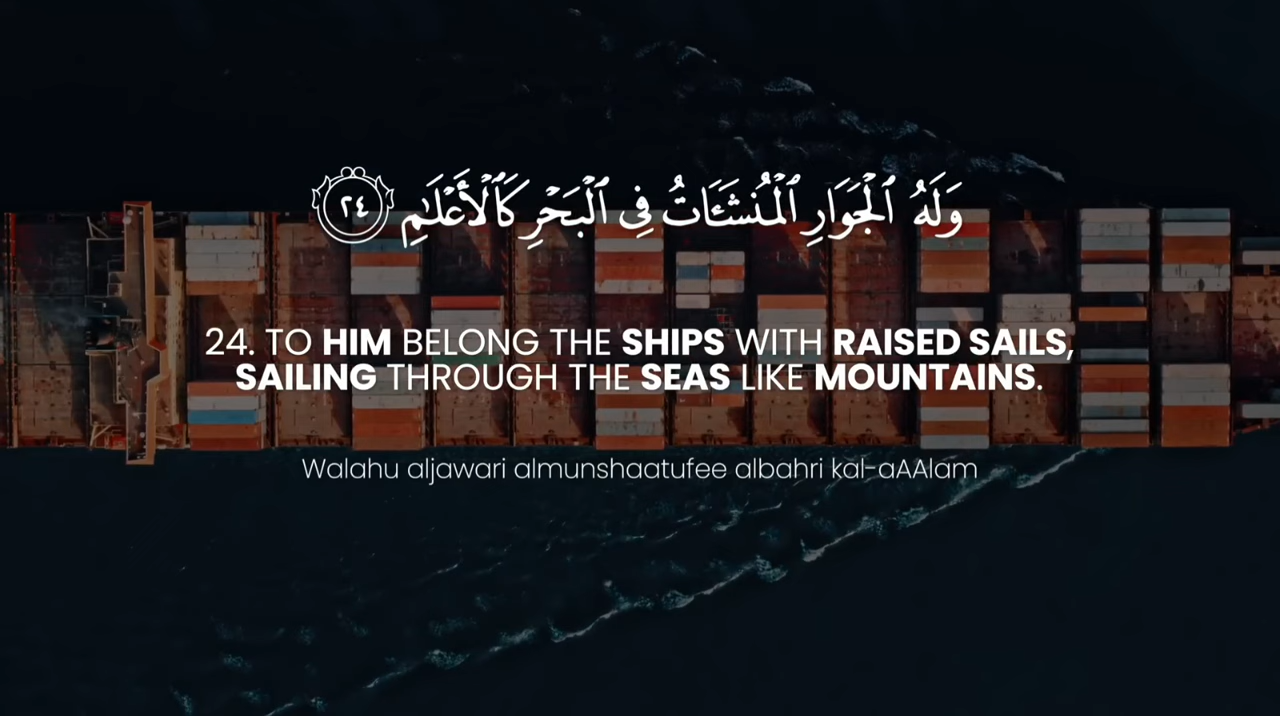 وَلَهُ ٱلْجَوَارِ ٱلْمُنشَـَٔاتُ فِى ٱلْبَحْرِ كَٱلْأَعْلَـٰمِ ٢٤
24. TO HIM BELONG THE SHIPS WITH RAISED SAILS,
SAILING THROUGH THE SEAS LIKE MOUNTAINS.
Walahu aljawari almunshaatufee albahri kal-aAAlam